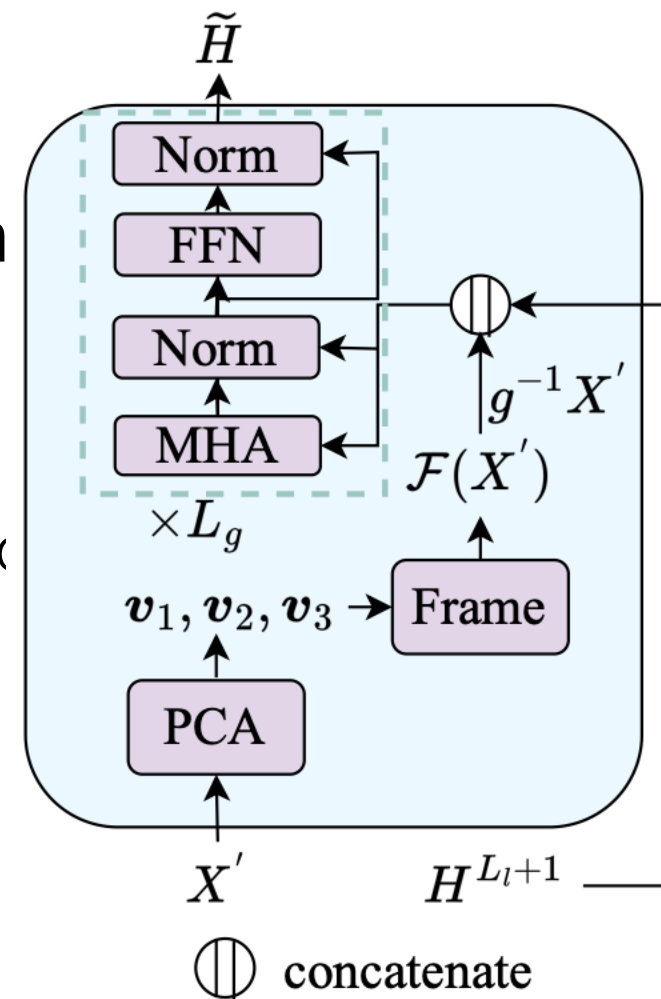 H̃
Norm
FFN
Norm
MHA
×L_g
g⁻¹X′
𝓕(X′)
v₁, v₂, v₃
Frame
PCA
X′
H^{L_l+1}
concatenate